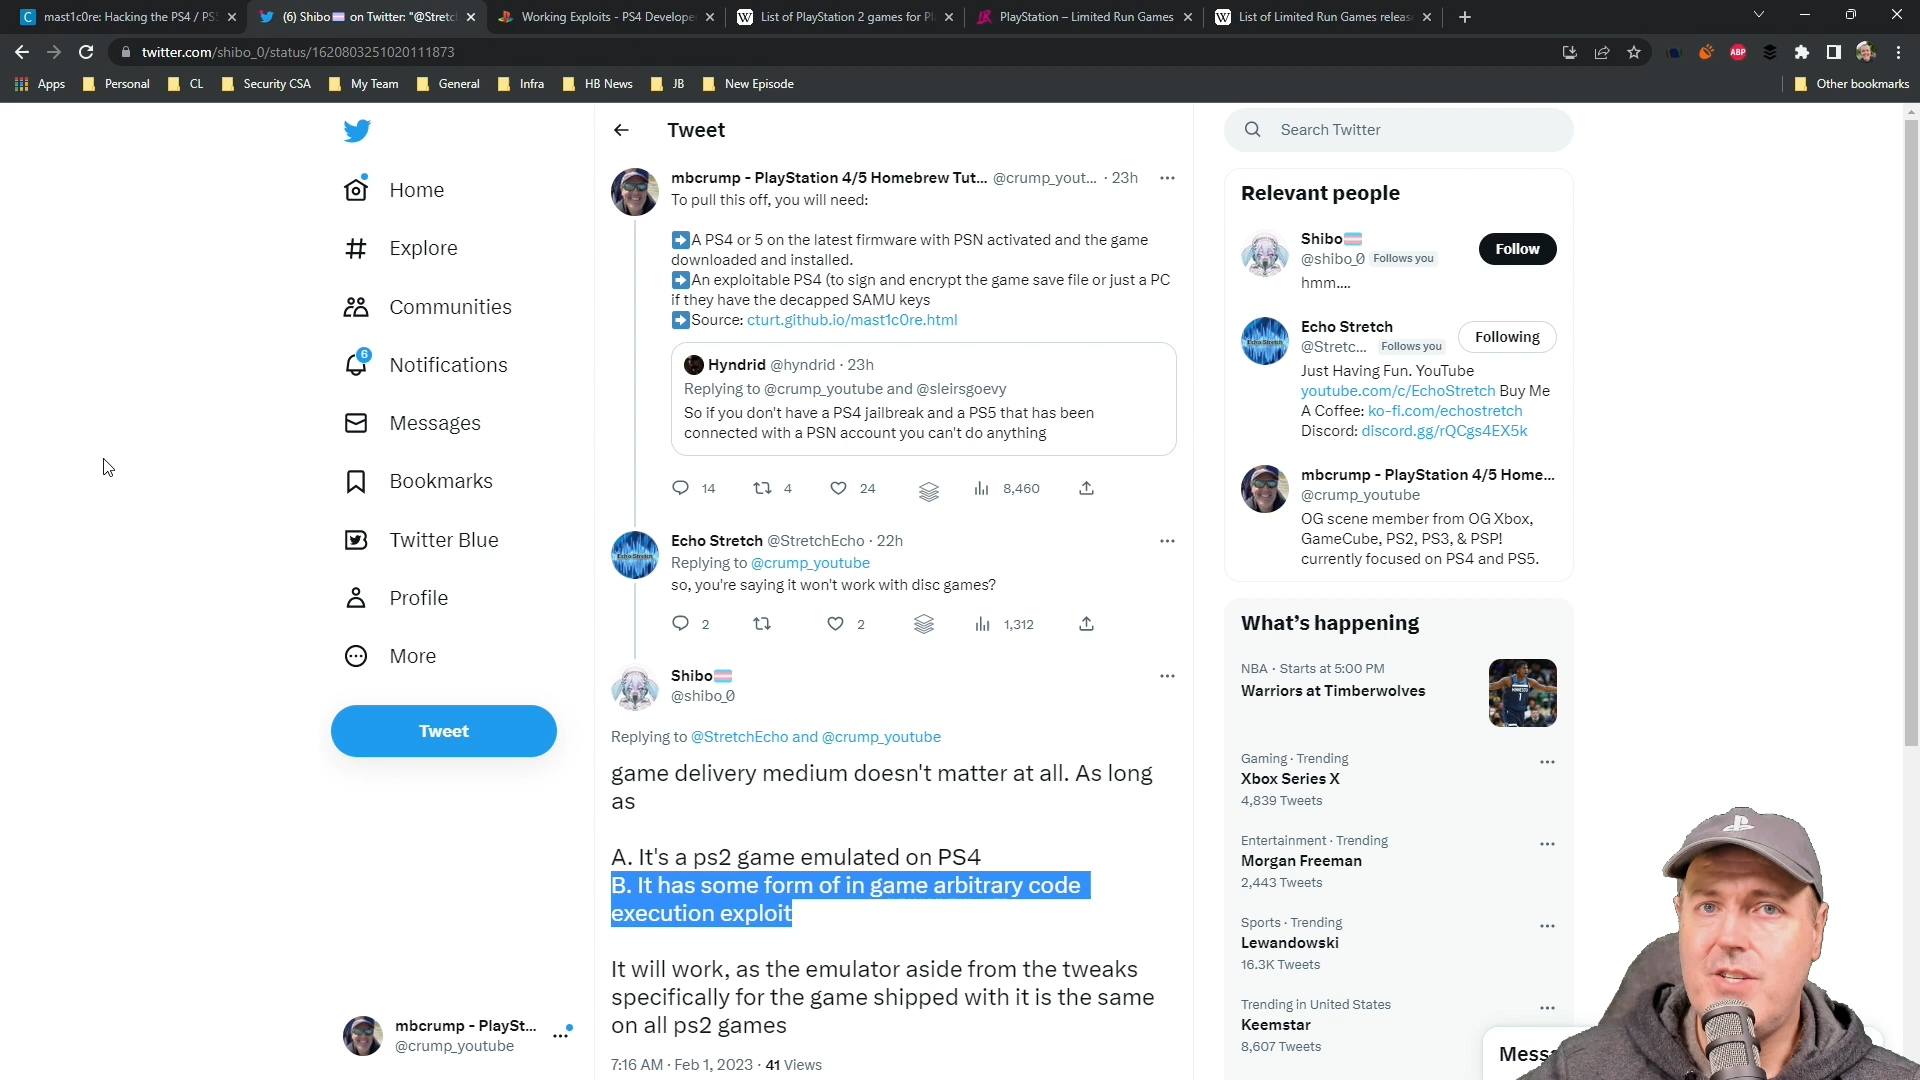 mast1c0re: Hacking the PS4 / PS5
(6) Shibo on Twitter: "@Stretc
Working Exploits - PS4 Develope
List of PlayStation 2 games for Pl
PlayStation – Limited Run Games
List of Limited Run Games releas
twitter.com/shibo_0/status/1620803251020111873
ABP
Apps
Personal
CL
Security CSA
My Team
General
Infra
HB News
JB
New Episode
Other bookmarks
Home
Explore
Communities
6
Notifications
Messages
Bookmarks
Twitter Blue
Profile
More
Tweet
mbcrump - PlaySt...
@crump_youtube
Tweet
mbcrump - PlayStation 4/5 Homebrew Tut... @crump_yout... · 23h
To pull this off, you will need:
➡️A PS4 or 5 on the latest firmware with PSN activated and the game
downloaded and installed.
➡️An exploitable PS4 (to sign and encrypt the game save file or just a PC
if they have the decapped SAMU keys
➡️Source: cturt.github.io/mast1c0re.html
Hyndrid @hyndrid · 23h
Replying to @crump_youtube and @sleirsgoevy
So if you don't have a PS4 jailbreak and a PS5 that has been
connected with a PSN account you can't do anything
14 4 24 8,460
Echo Stretch @StretchEcho · 22h
Replying to @crump_youtube
so, you're saying it won't work with disc games?
2 2 1,312
Shibo
@shibo_0
Replying to @StretchEcho and @crump_youtube
game delivery medium doesn't matter at all. As long
as
A. It's a ps2 game emulated on PS4
B. It has some form of in game arbitrary code
execution exploit
It will work, as the emulator aside from the tweaks
specifically for the game shipped with it is the same
on all ps2 games
7:16 AM · Feb 1, 2023 · 41 Views
Search Twitter
Relevant people
Shibo
@shibo_0 Follows you
Follow
hmm....
Echo Stretch
@Stretc... Follows you
Following
Just Having Fun. YouTube
youtube.com/c/EchoStretch Buy Me
A Coffee: ko-fi.com/echostretch
Discord: discord.gg/rQCgs4EX5k
mbcrump - PlayStation 4/5 Home...
@crump_youtube
OG scene member from OG Xbox,
GameCube, PS2, PS3, & PSP!
currently focused on PS4 and PS5.
What's happening
NBA · Starts at 5:00 PM
Warriors at Timberwolves
Gaming · Trending
Xbox Series X
4,839 Tweets
Entertainment · Trending
Morgan Freeman
2,443 Tweets
Sports · Trending
Lewandowski
16.3K Tweets
Trending in United States
Keemstar
8,607 Tweets
Mess